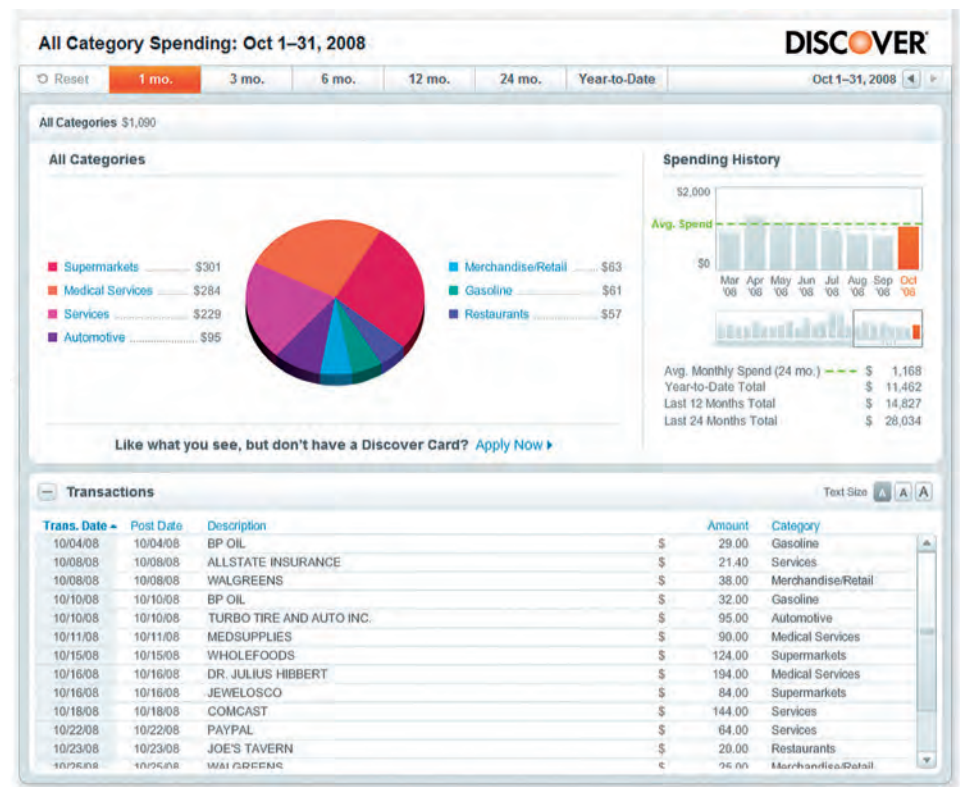 All Category Spending: Oct 1–31, 2008
DISCOVER
Reset 1 mo. 3 mo. 6 mo. 12 mo. 24 mo. Year-to-Date Oct 1–31, 2008
All Categories $1,090
All Categories
Supermarkets $301
Medical Services $284
Services $229
Automotive $95
Merchandise/Retail $63
Gasoline $61
Restaurants $57
Like what you see, but don't have a Discover Card? Apply Now
Spending History
$2,000
Avg. Spend
$0
Mar Apr May Jun Jul Aug Sep Oct
'08 '08 '08 '08 '08 '08 '08 '08
Avg. Monthly Spend (24 mo.) $ 1,168
Year-to-Date Total $ 11,462
Last 12 Months Total $ 14,827
Last 24 Months Total $ 28,034
Transactions
Text Size A A A
Trans. Date Post Date Description Amount Category
10/04/08 10/04/08 BP OIL $ 29.00 Gasoline
10/08/08 10/08/08 ALLSTATE INSURANCE $ 21.40 Services
10/08/08 10/08/08 WALGREENS $ 38.00 Merchandise/Retail
10/10/08 10/10/08 BP OIL $ 32.00 Gasoline
10/10/08 10/10/08 TURBO TIRE AND AUTO INC. $ 95.00 Automotive
10/11/08 10/11/08 MEDSUPPLIES $ 90.00 Medical Services
10/15/08 10/15/08 WHOLEFOODS $ 124.00 Supermarkets
10/16/08 10/16/08 DR. JULIUS HIBBERT $ 194.00 Medical Services
10/16/08 10/16/08 JEWELOSCO $ 84.00 Supermarkets
10/18/08 10/18/08 COMCAST $ 144.00 Services
10/22/08 10/22/08 PAYPAL $ 64.00 Services
10/23/08 10/23/08 JOE'S TAVERN $ 20.00 Restaurants
10/25/08 10/25/08 WALGREENS $ 25.00 Merchandise/Retail